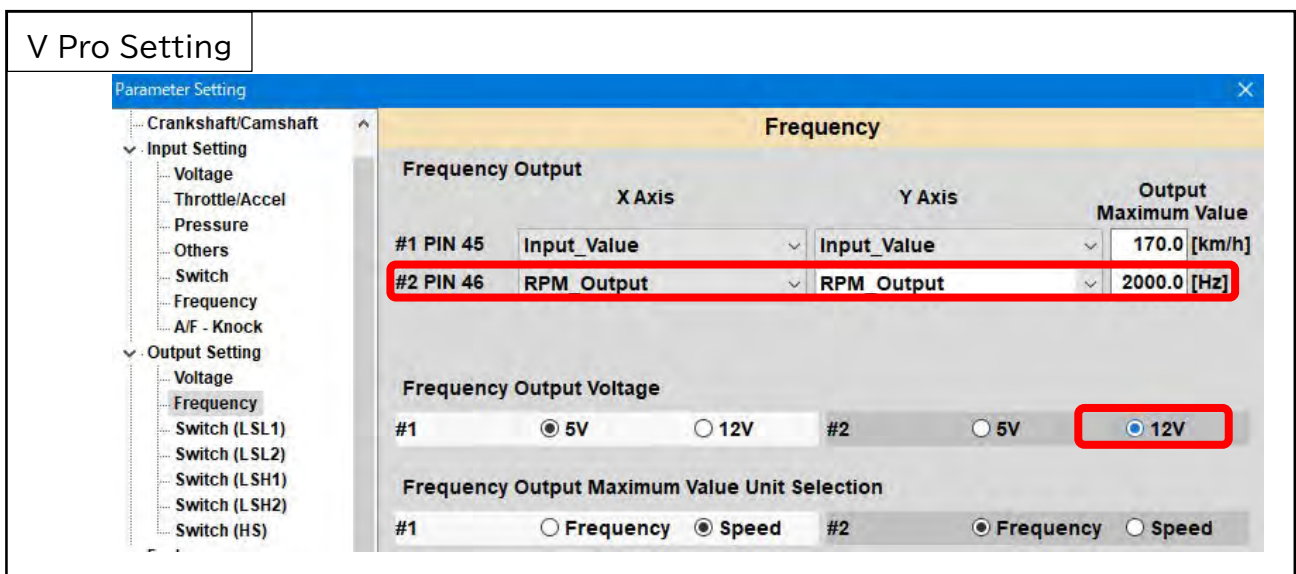 V Pro Setting
Parameter Setting
Crankshaft/Camshaft
Input Setting
Voltage
Throttle/Accel
Pressure
Others
Switch
Frequency
A/F - Knock
Output Setting
Voltage
Frequency
Switch (LSL1)
Switch (LSL2)
Switch (LSH1)
Switch (LSH2)
Switch (HS)
Frequency
Frequency Output
X Axis Y Axis Output Maximum Value
#1 PIN 45 Input_Value Input_Value 170.0 [km/h]
#2 PIN 46 RPM_Output RPM_Output 2000.0 [Hz]
Frequency Output Voltage
#1 5V 12V #2 5V 12V
Frequency Output Maximum Value Unit Selection
#1 Frequency Speed #2 Frequency Speed